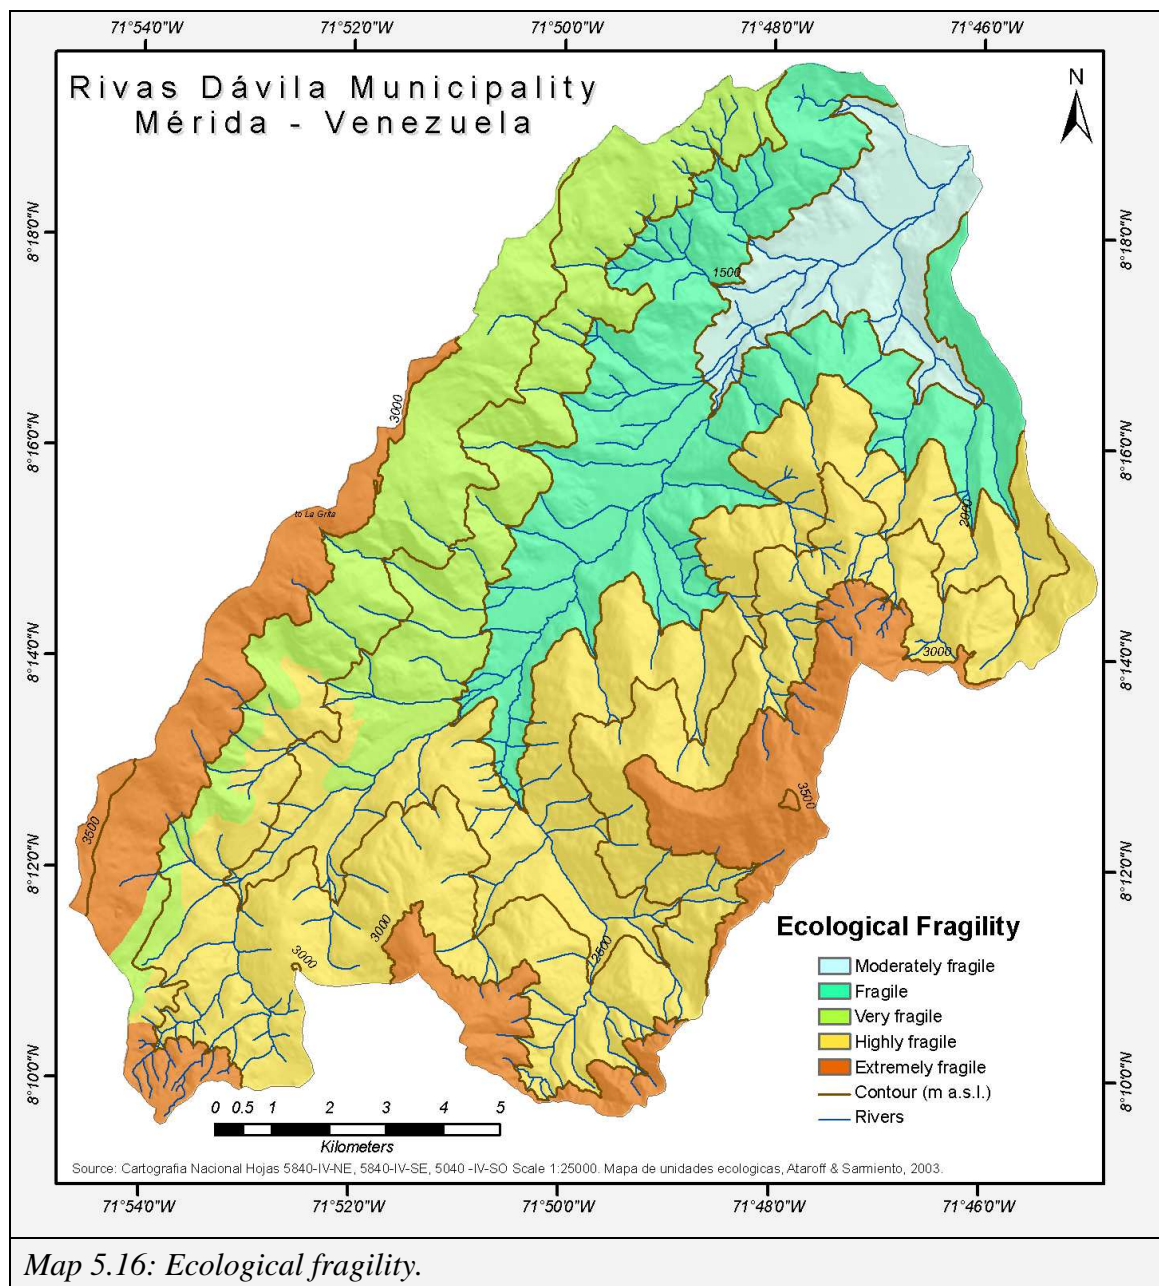 71°54'0"W
71°52'0"W
71°50'0"W
71°48'0"W
71°46'0"W
Rivas Dávila Municipality
Mérida - Venezuela
N
8°18'0"N
8°18'0"N
1500
3000
8°16'0"N
8°16'0"N
to La Grita
2000
8°14'0"N
8°14'0"N
3000
3500
3500
8°12'0"N
8°12'0"N
3000
3000
2500
Ecological Fragility
Moderately fragile
Fragile
Very fragile
Highly fragile
Extremely fragile
Contour (m a.s.l.)
Rivers
8°10'0"N
8°10'0"N
0 0.5 1 2 3 4 5
Kilometers
Source: Cartografia Nacional Hojas 5840-IV-NE, 5840-IV-SE, 5040 -IV-SO Scale 1:25000. Mapa de unidades ecologicas, Ataroff & Sarmiento, 2003.
71°54'0"W
71°52'0"W
71°50'0"W
71°48'0"W
71°46'0"W
Map 5.16: Ecological fragility.